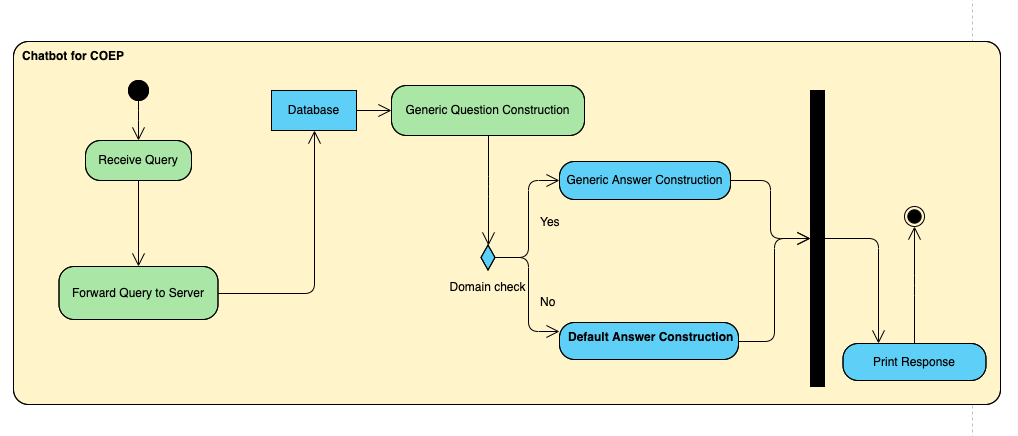 Chatbot for COEP
Receive Query
Forward Query to Server
Database
Generic Question Construction
Domain check
Yes
Generic Answer Construction
No
Default Answer Construction
Print Response